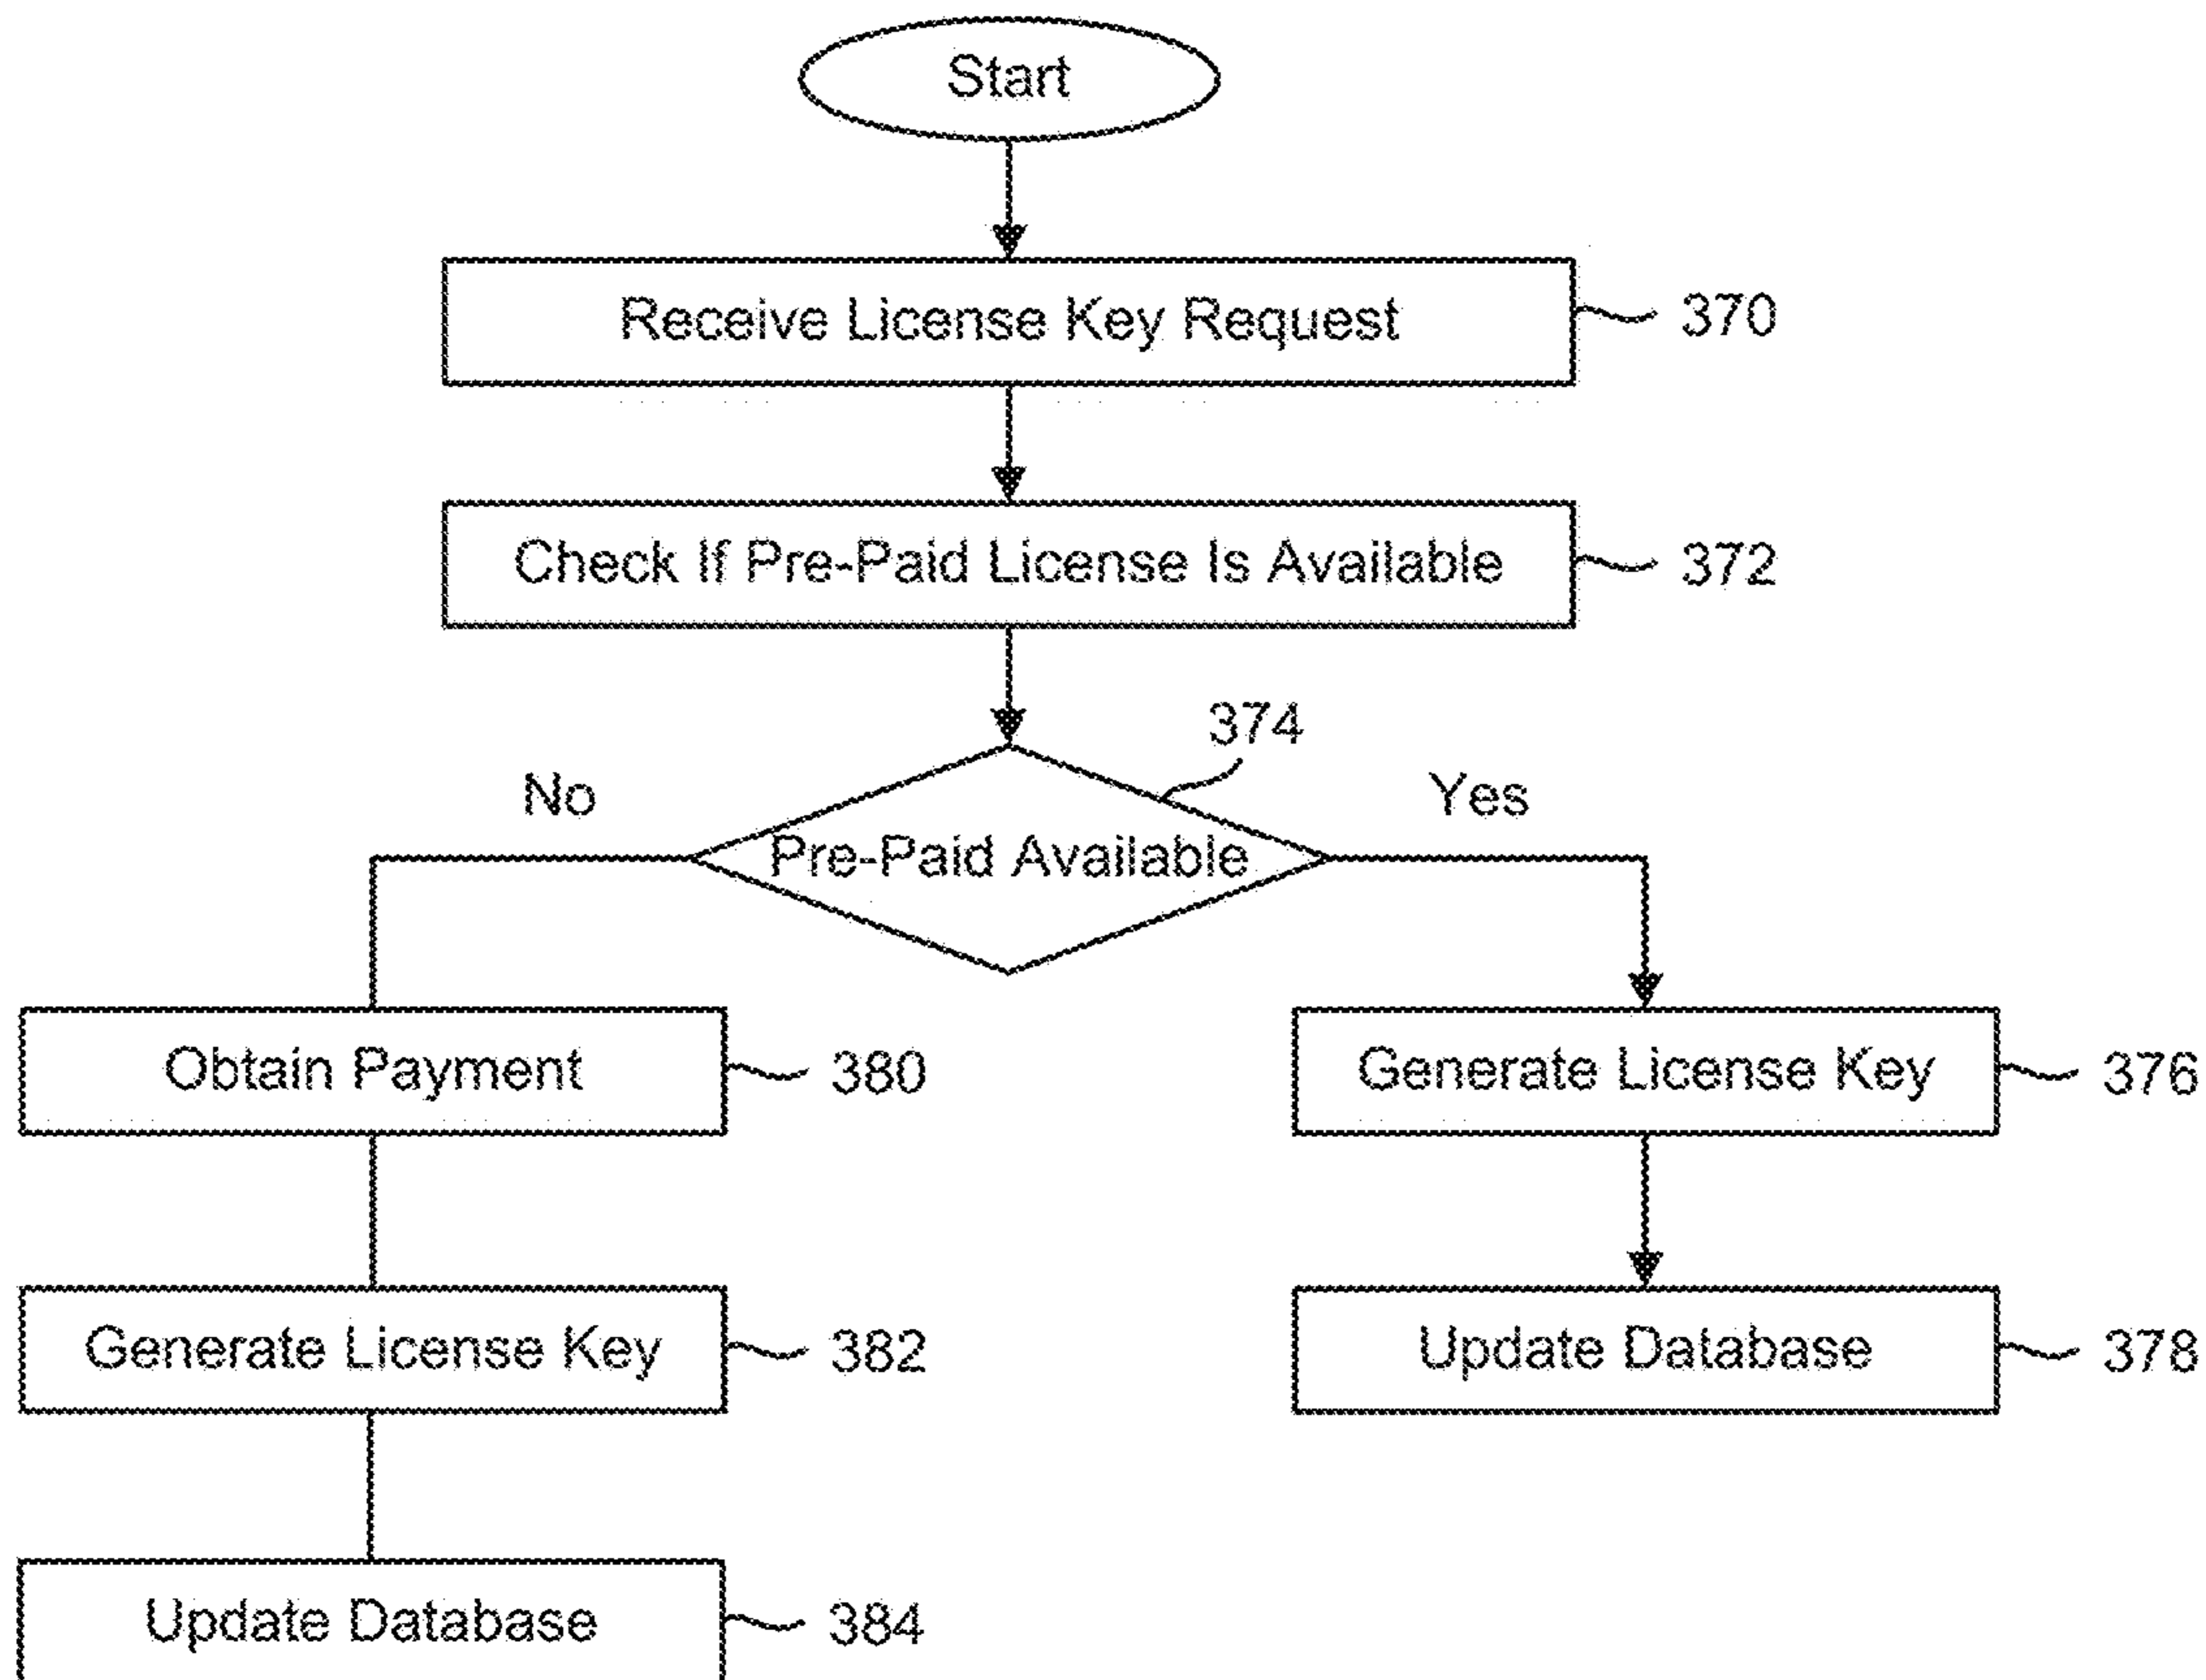 Start
Receive License Key Request 370
Check If Pre-Paid License Is Available 372
374
No Yes
Pre-Paid Available
Obtain Payment 380 Generate License Key 376
Generate License Key 382 Update Database 378
Update Database 384